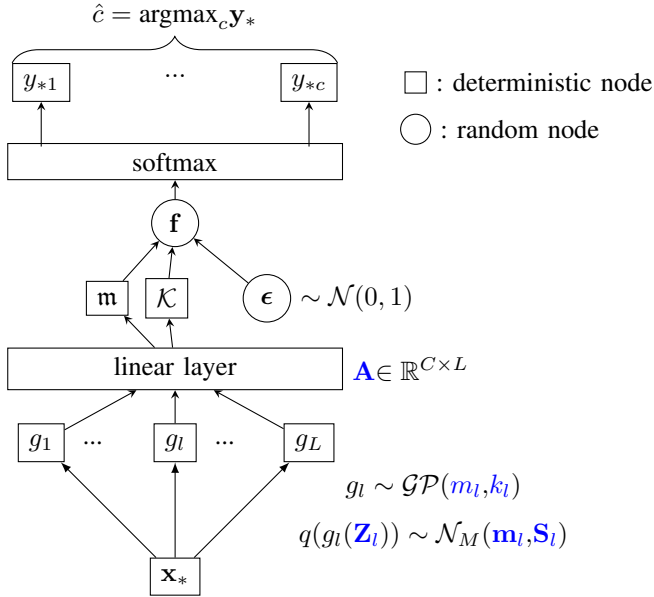 ĉ = argmax_c 𝐲_*
y_{*1} ... y_{*c}
□ : deterministic node
○ : random node
softmax
𝐟
𝔪 𝒦 𝛜 ∼ 𝒩(0, 1)
linear layer
𝐀 ∈ ℝ^{C×L}
g_1 ... g_l ... g_L
g_l ∼ 𝒢𝒫(m_l,k_l)
q(g_l(𝐙_l)) ∼ 𝒩_M(𝐦_l,𝐒_l)
𝐱_*